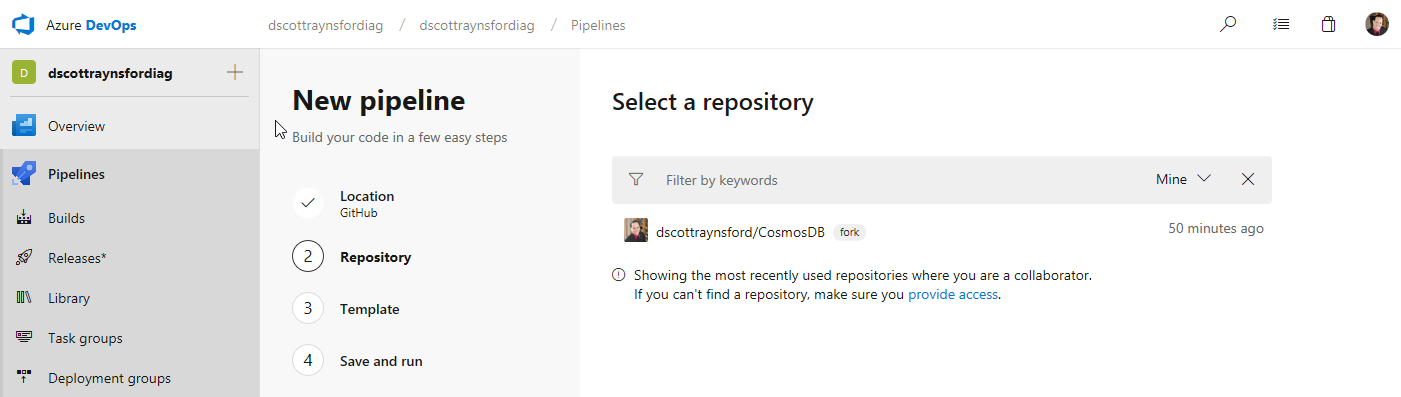 Azure DevOps
dscottraynsfordiag / dscottraynsfordiag / Pipelines
D dscottraynsfordiag
Overview
Pipelines
Builds
Releases*
Library
Task groups
Deployment groups
New pipeline
Build your code in a few easy steps
Location
GitHub
2 Repository
3 Template
4 Save and run
Select a repository
Filter by keywords Mine
dscottraynsford/CosmosDB fork 50 minutes ago
Showing the most recently used repositories where you are a collaborator.
If you can't find a repository, make sure you provide access.